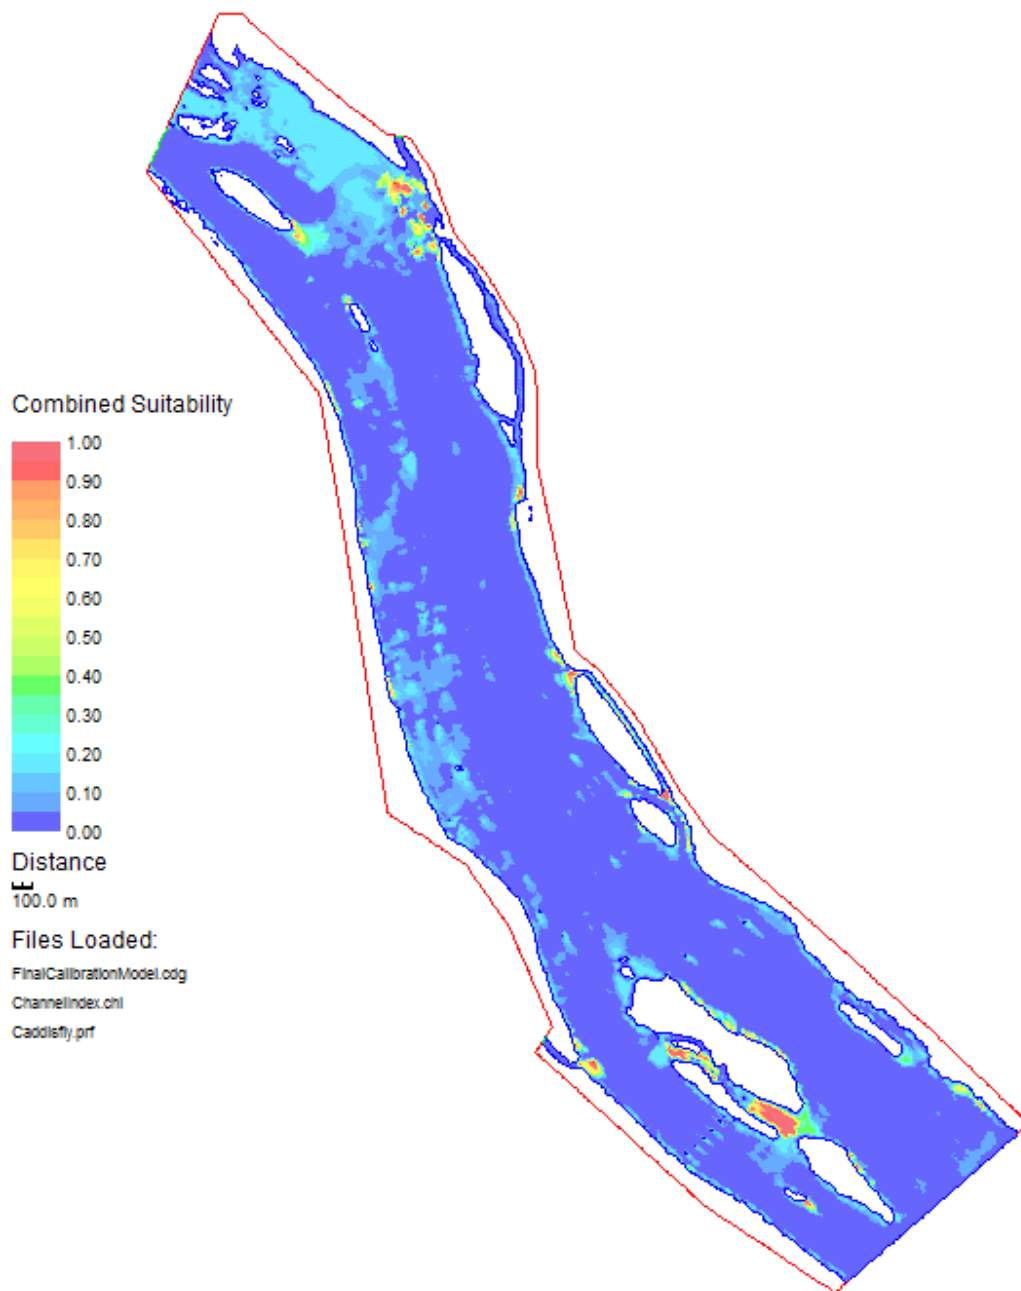 Combined Suitability
1.00
0.90
0.80
0.70
0.60
0.50
0.40
0.30
0.20
0.10
0.00
Distance
100.0 m
Files Loaded:
FinalCalibrationModel.cdg
ChannelIndex.chi
Caddisfly.prf